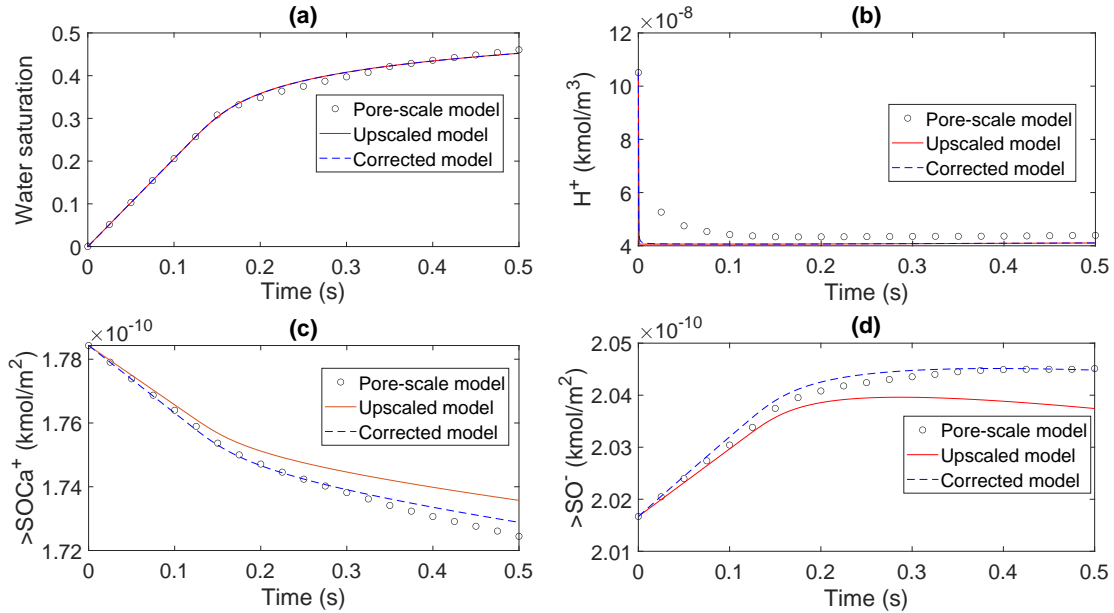 (a)
Water saturation
0.5
0.4
0.3
0.2
0.1
0
0 0.1 0.2 0.3 0.4 0.5
Time (s)
Pore-scale model
Upscaled model
Corrected model
(b)
× 10⁻⁸
H⁺ (kmol/m³)
12
10
8
6
4
0 0.1 0.2 0.3 0.4 0.5
Time (s)
Pore-scale model
Upscaled model
Corrected model
(c)
×10⁻¹⁰
>SOCa⁺ (kmol/m²)
1.78
1.76
1.74
1.72
0 0.1 0.2 0.3 0.4 0.5
Time (s)
Pore-scale model
Upscaled model
Corrected model
(d)
× 10⁻¹⁰
>SO⁻ (kmol/m²)
2.05
2.04
2.03
2.02
2.01
0 0.1 0.2 0.3 0.4 0.5
Time (s)
Pore-scale model
Upscaled model
Corrected model